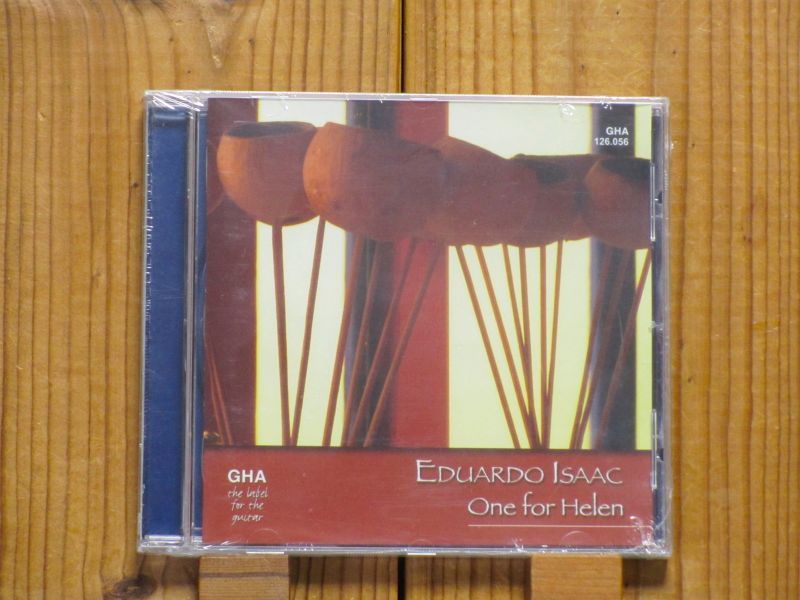 GHA
126.056
GHA
the label
for the
guitar
EDUARDO ISAAC
One for Helen